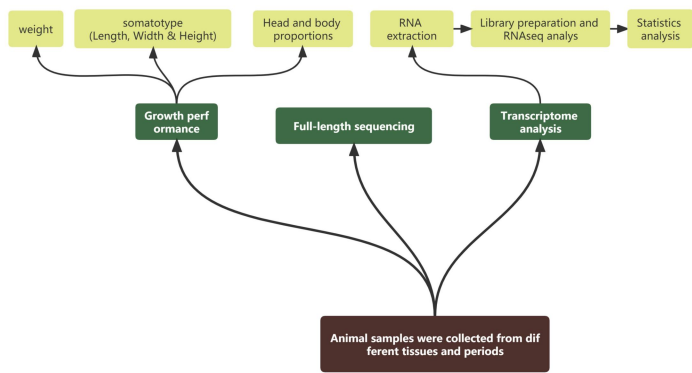 weight
somatotype
(Length, Width & Height)
Head and body
proportions
RNA
extraction
Library preparation and
RNAseq analys
Statistics
analysis
Growth perf
ormance
Full-length sequencing
Transcriptome
analysis
Animal samples were collected from dif
ferent tissues and periods